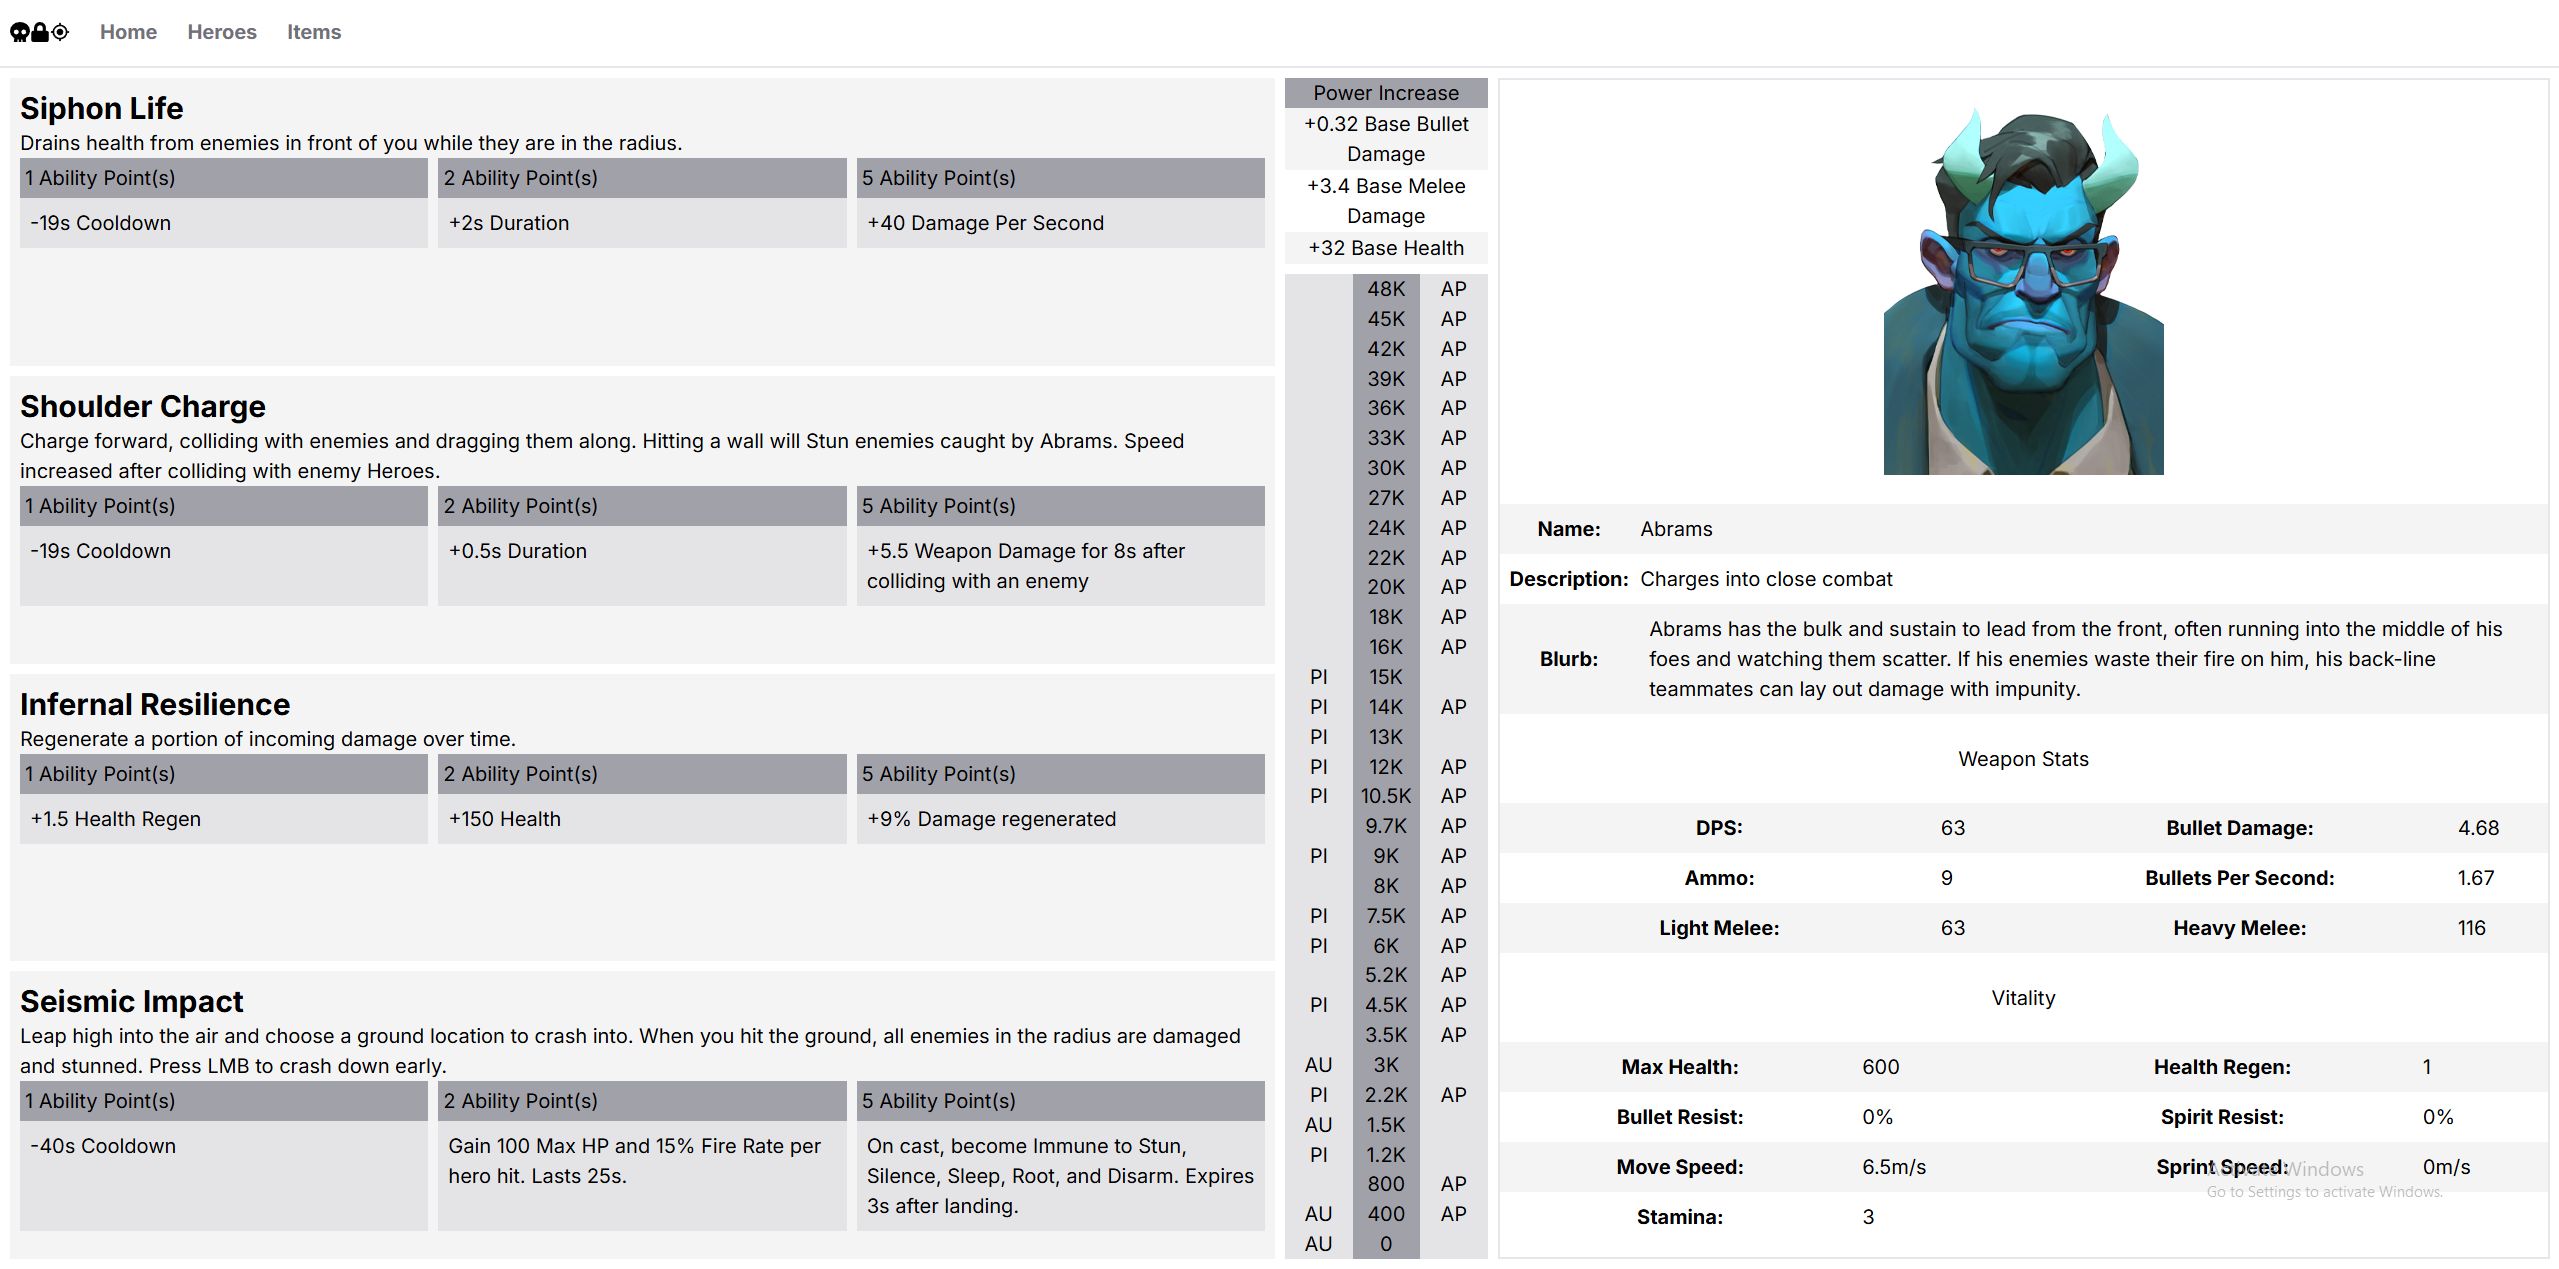 Home Heroes Items
Siphon Life
Drains health from enemies in front of you while they are in the radius.
1 Ability Point(s) 2 Ability Point(s) 5 Ability Point(s)
-19s Cooldown +2s Duration +40 Damage Per Second
Shoulder Charge
Charge forward, colliding with enemies and dragging them along. Hitting a wall will Stun enemies caught by Abrams. Speed
increased after colliding with enemy Heroes.
1 Ability Point(s) 2 Ability Point(s) 5 Ability Point(s)
-19s Cooldown +0.5s Duration +5.5 Weapon Damage for 8s after
colliding with an enemy
Infernal Resilience
Regenerate a portion of incoming damage over time.
1 Ability Point(s) 2 Ability Point(s) 5 Ability Point(s)
+1.5 Health Regen +150 Health +9% Damage regenerated
Seismic Impact
Leap high into the air and choose a ground location to crash into. When you hit the ground, all enemies in the radius are damaged
and stunned. Press LMB to crash down early.
1 Ability Point(s) 2 Ability Point(s) 5 Ability Point(s)
-40s Cooldown Gain 100 Max HP and 15% Fire Rate per On cast, become Immune to Stun,
hero hit. Lasts 25s. Silence, Sleep, Root, and Disarm. Expires
3s after landing.
Power Increase
+0.32 Base Bullet
Damage
+3.4 Base Melee
Damage
+32 Base Health
48K AP
45K AP
42K AP
39K AP
36K AP
33K AP
30K AP
27K AP
24K AP
22K AP
20K AP
18K AP
16K AP
PI 15K
PI 14K AP
PI 13K
PI 12K AP
PI 10.5K AP
9.7K AP
PI 9K AP
8K AP
PI 7.5K AP
PI 6K AP
5.2K AP
PI 4.5K AP
3.5K AP
AU 3K
PI 2.2K AP
AU 1.5K
PI 1.2K
800 AP
AU 400 AP
AU 0
Name: Abrams
Description: Charges into close combat
Blurb: Abrams has the bulk and sustain to lead from the front, often running into the middle of his
foes and watching them scatter. If his enemies waste their fire on him, his back-line
teammates can lay out damage with impunity.
Weapon Stats
DPS: 63 Bullet Damage: 4.68
Ammo: 9 Bullets Per Second: 1.67
Light Melee: 63 Heavy Melee: 116
Vitality
Max Health: 600 Health Regen: 1
Bullet Resist: 0% Spirit Resist: 0%
Move Speed: 6.5m/s Sprint Speed: 0m/s
Stamina: 3
Activate Windows
Go to Settings to activate Windows.